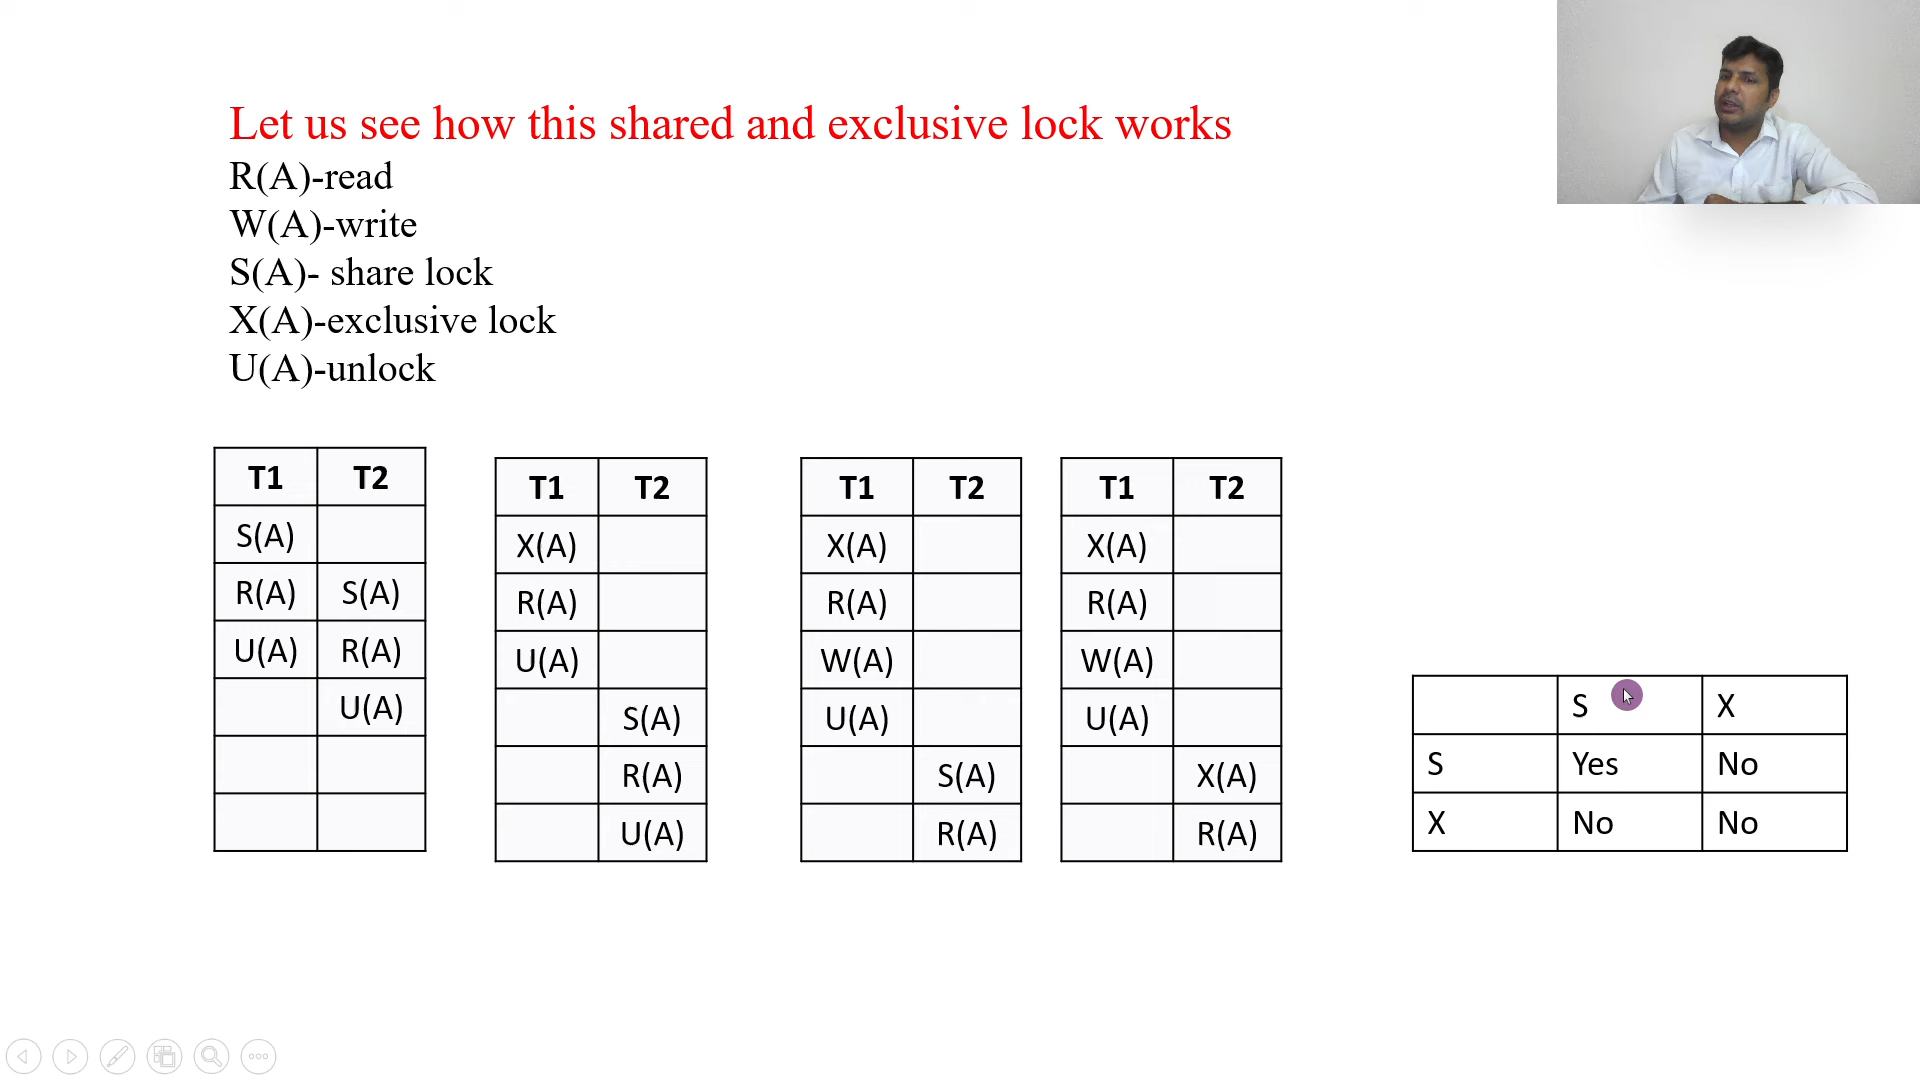 Let us see how this shared and exclusive lock works
R(A)-read
W(A)-write
S(A)- share lock
X(A)-exclusive lock
U(A)-unlock
T1 T2
S(A)
R(A) S(A)
U(A) R(A)
U(A)
T1 T2
X(A)
R(A)
U(A)
S(A)
R(A)
U(A)
T1 T2
X(A)
R(A)
W(A)
U(A)
S(A)
R(A)
T1 T2
X(A)
R(A)
W(A)
U(A)
X(A)
R(A)
S X
S Yes No
X No No